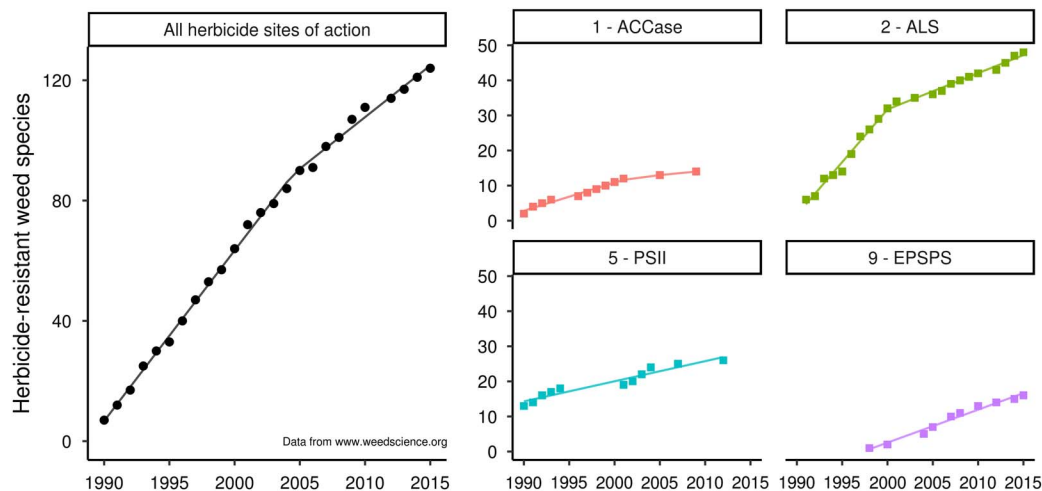 All herbicide sites of action
Herbicide-resistant weed species
120
80
40
0
Data from www.weedscience.org
1990 1995 2000 2005 2010 2015
1 - ACCase
2 - ALS
50
40
30
20
10
0
5 - PSII
9 - EPSPS
50
40
30
20
10
0
1990 1995 2000 2005 2010 2015
1990 1995 2000 2005 2010 2015